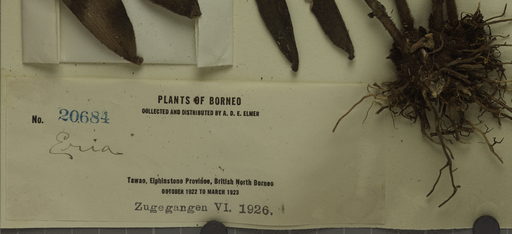 PLANTS OF BORNEO
No. 20684
COLLECTED AND DISTRIBUTED BY A. D. E. ELMER
Eria
Tawao, Elphinstone Province, British North Borneo
OCTOBER 1922 TO MARCH 1923
Zugegangen VI. 1926.